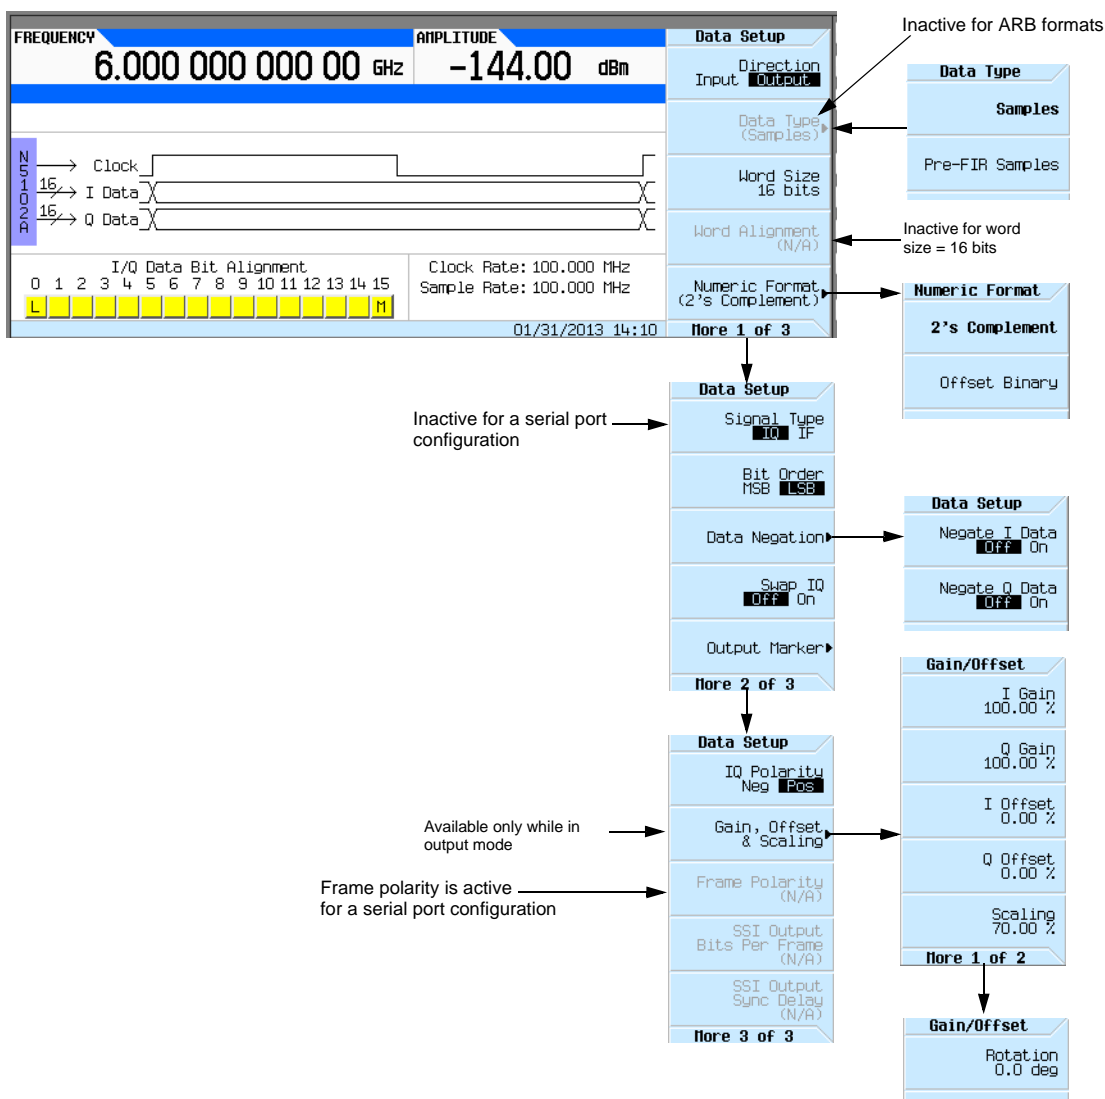 Inactive for ARB formats
FREQUENCY
6.000 000 000 00 GHz
AMPLITUDE
-144.00 dBm
Data Setup
Direction
Input Output
Data Type
(Samples)
Word Size
16 bits
Word Alignment
(N/A)
Numeric Format
(2's Complement)
More 1 of 3
Data Type
Samples
Pre-FIR Samples
N5102A
Clock
16 I Data
16 Q Data
Inactive for word
size = 16 bits
I/Q Data Bit Alignment
0 1 2 3 4 5 6 7 8 9 10 11 12 13 14 15
L M
Clock Rate: 100.000 MHz
Sample Rate: 100.000 MHz
01/31/2013 14:10
Numeric Format
2's Complement
Offset Binary
Inactive for a serial port
configuration
Data Setup
Signal Type
IQ IF
Bit Order
MSB LSB
Data Negation
Swap IQ
Off On
Output Marker
More 2 of 3
Data Setup
Negate I Data
Off On
Negate Q Data
Off On
Data Setup
IQ Polarity
Neg Pos
Gain, Offset
& Scaling
Frame Polarity
(N/A)
SSI Output
Bits Per Frame
(N/A)
SSI Output
Sync Delay
(N/A)
More 3 of 3
Available only while in
output mode
Frame polarity is active
for a serial port configuration
Gain/Offset
I Gain
100.00 %
Q Gain
100.00 %
I Offset
0.00 %
Q Offset
0.00 %
Scaling
70.00 %
More 1 of 2
Gain/Offset
Rotation
0.0 deg